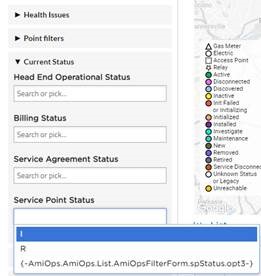 ► Health Issues
► Point filters
▼ Current Status
Head End Operational Status
Search or pick...
Billing Status
Search or pick...
Service Agreement Status
Search or pick...
Service Point Status
I
R
{-AmiOps.AmiOps.List.AmiOpsFilterForm.spStatus.opt3-}
Gas Meter
Electric
Access Point
Relay
Active
Disconnected
Discovered
Inactive
Init Failed
or Initializing
Initialized
Installed
Investigate
Maintenance
New
Removed
Retired
Service Disconnected
Unknown Status
or Legacy
Unreachable
Google